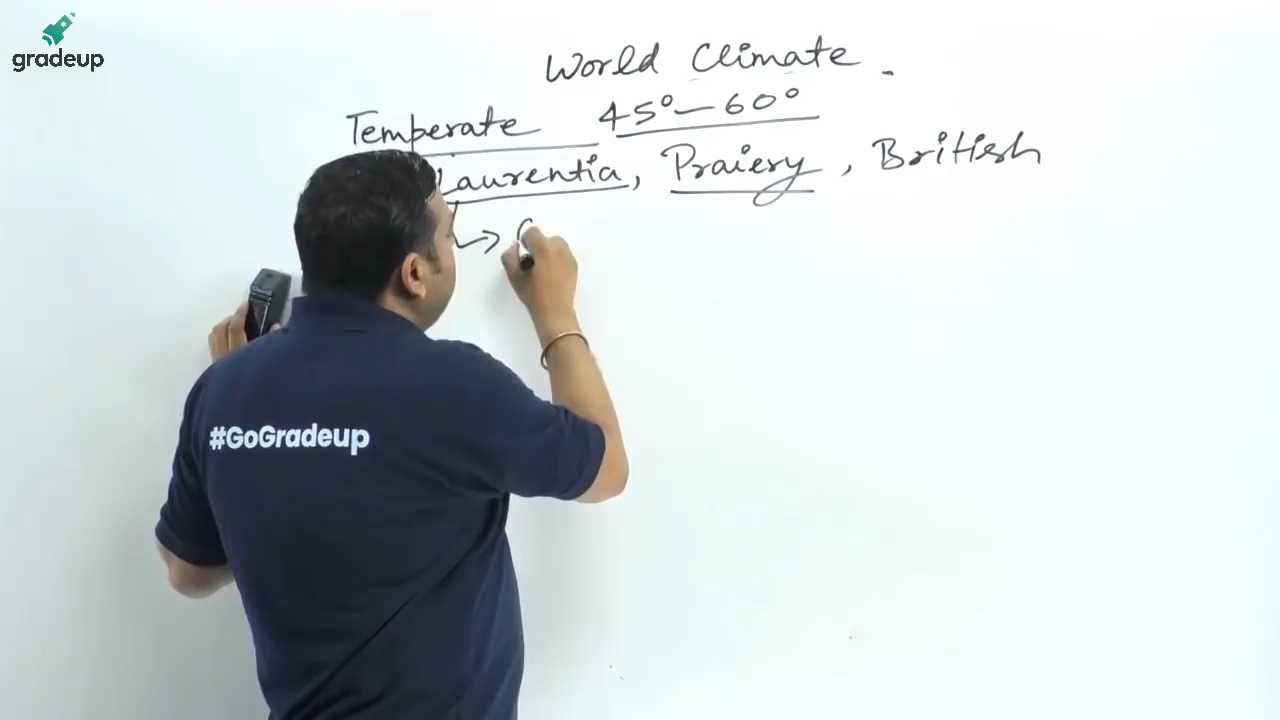 gradeup
World Climate.
Temperate 45°-60°
Laurentia, Praiery, British
#GoGradeup